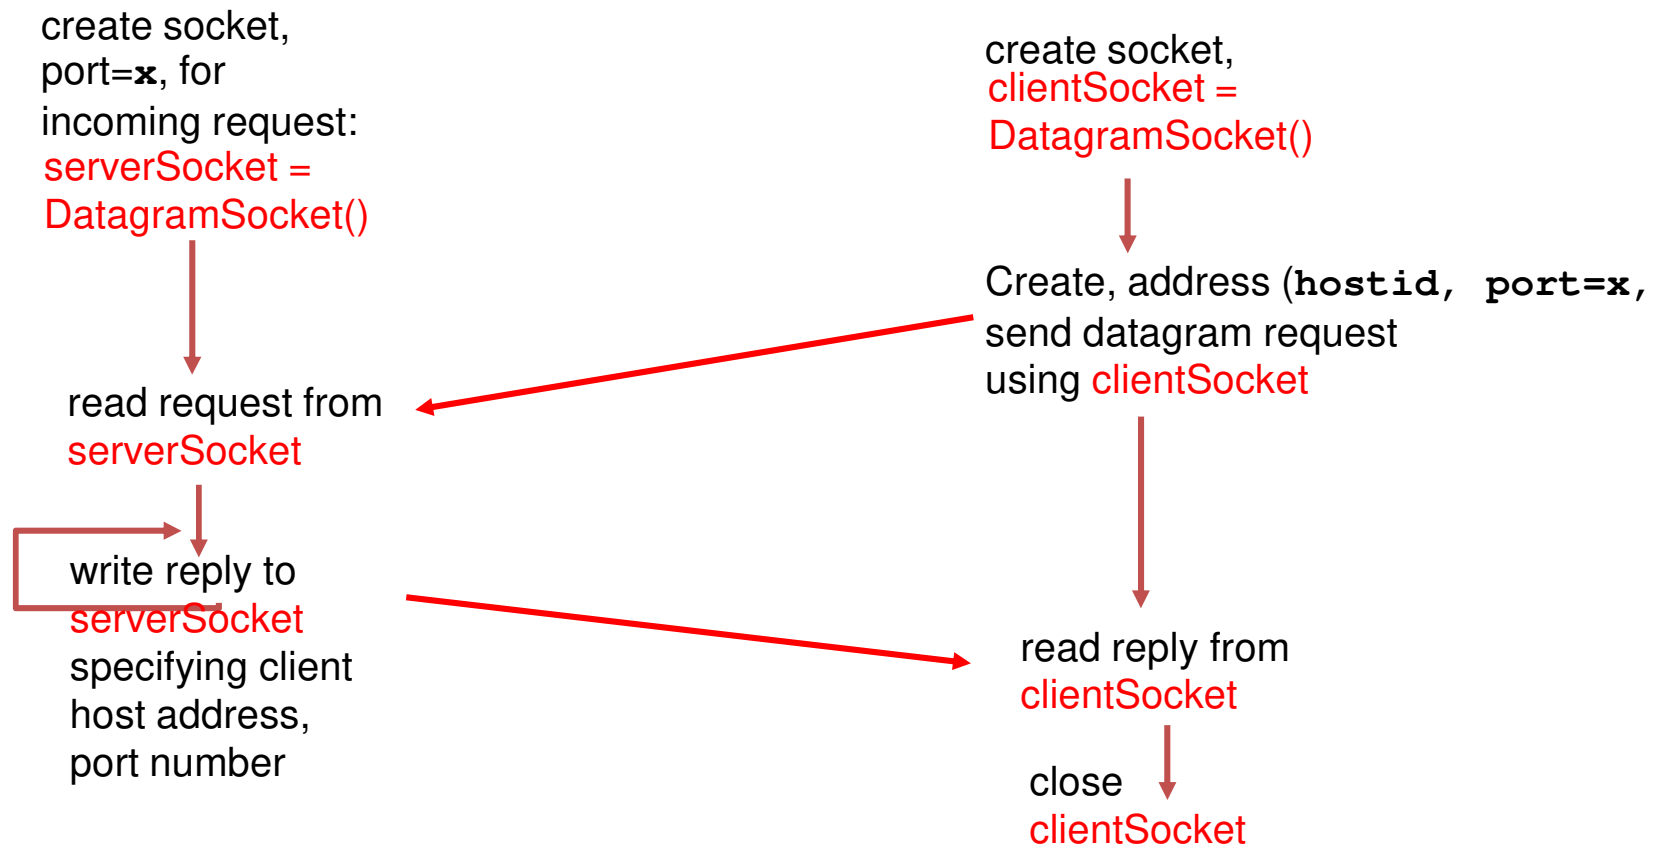 create socket,
port=x, for
incoming request:
serverSocket =
DatagramSocket()
read request from
serverSocket
write reply to
serverSocket
specifying client
host address,
port number
create socket,
clientSocket =
DatagramSocket()
Create, address (hostid, port=x,
send datagram request
using clientSocket
read reply from
clientSocket
close
clientSocket